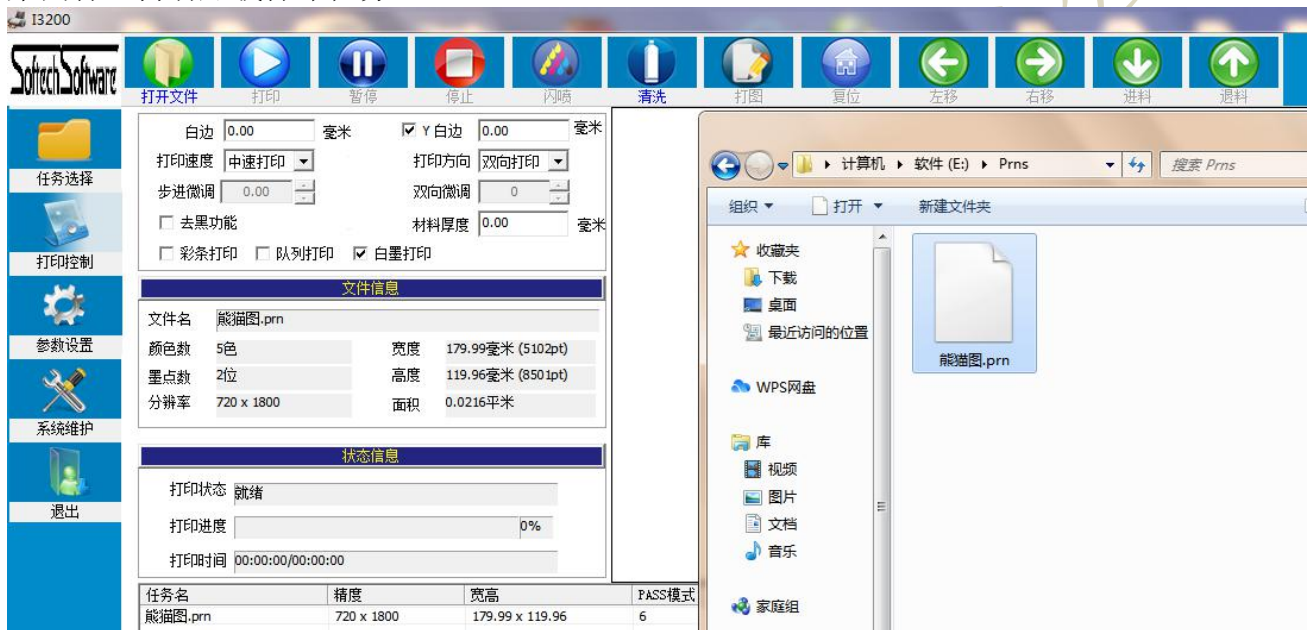 I3200
Softech Software
打开文件 打印 暂停 停止 闪喷 清洗 打图 复位 左移 右移 进料 退料
任务选择
打印控制
参数设置
系统维护
退出
白边 0.00 毫米 Y 白边 0.00 毫米
打印速度 中速打印 打印方向 双向打印
步进微调 0.00 双向微调 0
去黑功能 材料厚度 0.00 毫米
彩条打印 队列打印 白墨打印
文件信息
文件名 熊猫图.prn
颜色数 5色 宽度 179.99毫米 (5102pt)
墨点数 2位 高度 119.96毫米 (8501pt)
分辨率 720 x 1800 面积 0.0216平米
状态信息
打印状态 就绪
打印进度 0%
打印时间 00:00:00/00:00:00
任务名 精度 宽高 PASS模式
熊猫图.prn 720 x 1800 179.99 x 119.96 6
计算机 软件 (E:) Prns 搜索 Prns
组织 打开 新建文件夹
收藏夹
下载
桌面
最近访问的位置
WPS网盘
库
视频
图片
文档
音乐
家庭组
熊猫图.prn